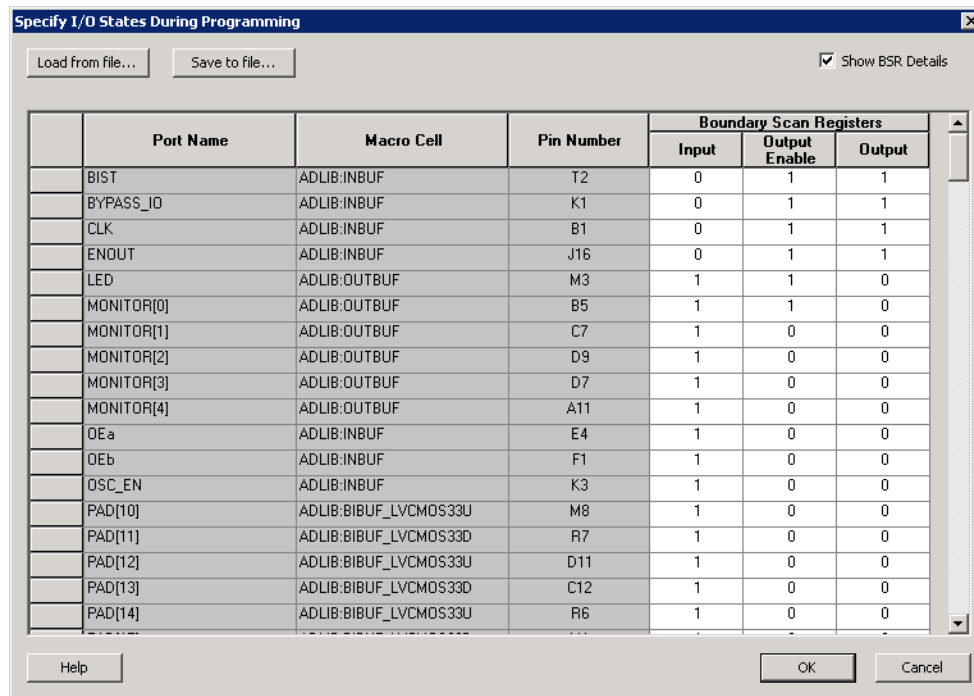 Specify I/O States During Programming
Load from file... Save to file... Show BSR Details
Boundary Scan Registers
Port Name Macro Cell Pin Number Input Output Enable Output
BIST ADLIB:INBUF T2 0 1 1
BYPASS_IO ADLIB:INBUF K1 0 1 1
CLK ADLIB:INBUF B1 0 1 1
ENOUT ADLIB:INBUF J16 0 1 1
LED ADLIB:OUTBUF M3 1 1 0
MONITOR[0] ADLIB:OUTBUF B5 1 1 0
MONITOR[1] ADLIB:OUTBUF C7 1 0 0
MONITOR[2] ADLIB:OUTBUF D9 1 0 0
MONITOR[3] ADLIB:OUTBUF D7 1 0 0
MONITOR[4] ADLIB:OUTBUF A11 1 0 0
OEa ADLIB:INBUF E4 1 0 0
OEb ADLIB:INBUF F1 1 0 0
OSC_EN ADLIB:INBUF K3 1 0 0
PAD[10] ADLIB:BIBUF_LVCMOS33U M8 1 0 0
PAD[11] ADLIB:BIBUF_LVCMOS33D R7 1 0 0
PAD[12] ADLIB:BIBUF_LVCMOS33U D11 1 0 0
PAD[13] ADLIB:BIBUF_LVCMOS33D C12 1 0 0
PAD[14] ADLIB:BIBUF_LVCMOS33U R6 1 0 0
Help OK Cancel